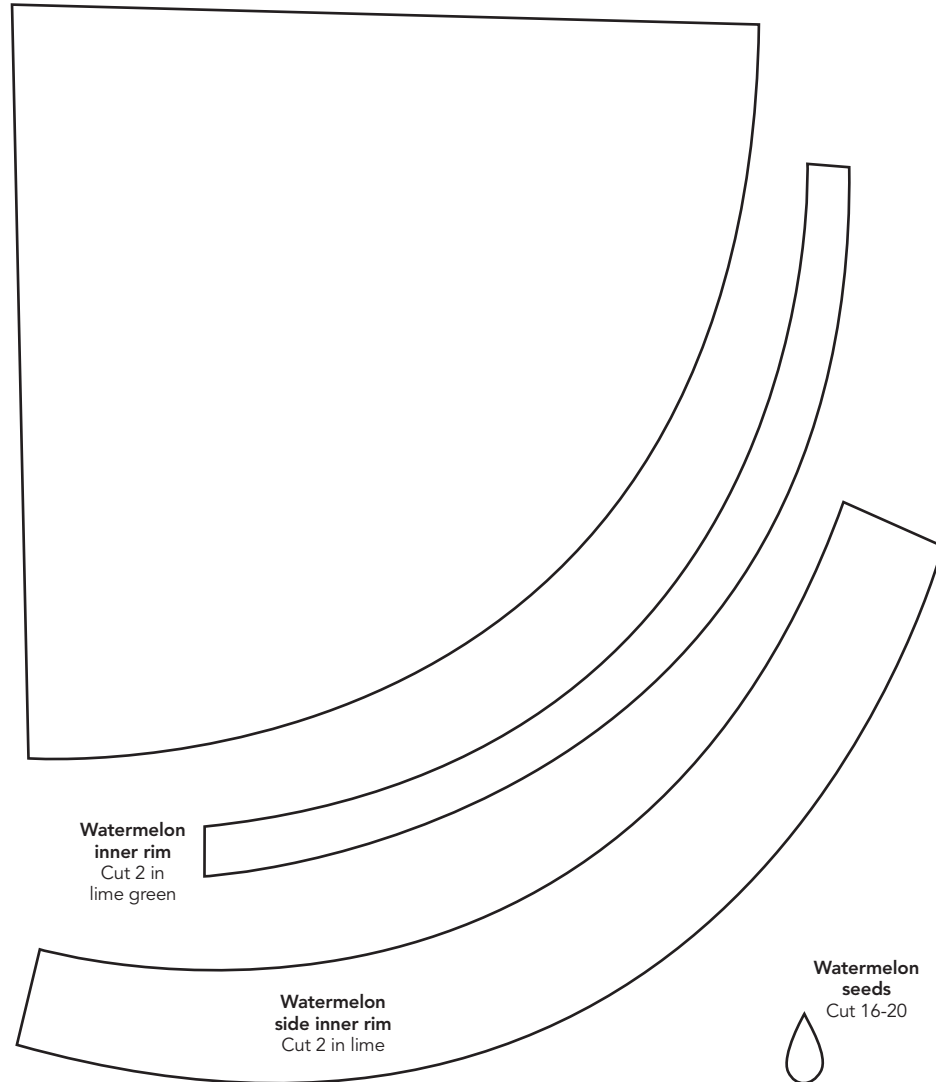 Watermelon
inner rim
Cut 2 in
lime green
Watermelon
side inner rim
Cut 2 in lime
Watermelon
seeds
Cut 16-20